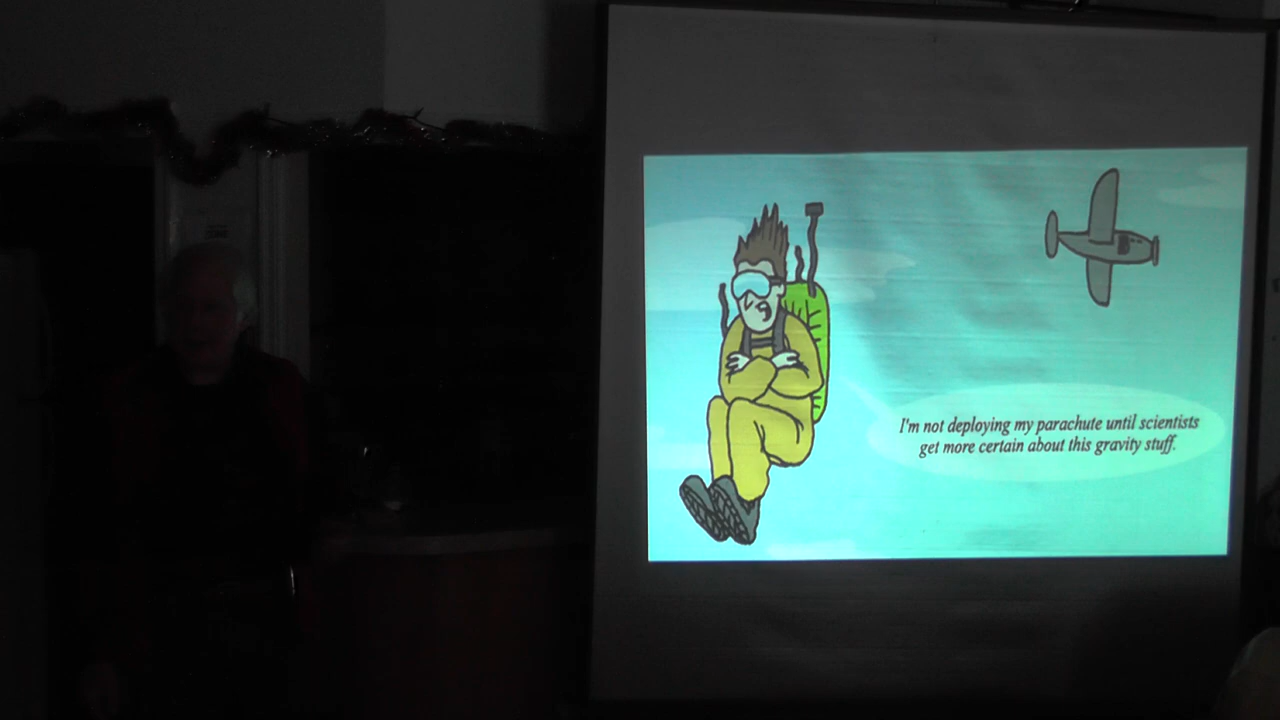 I'm not deploying my parachute until scientists
get more certain about this gravity stuff.